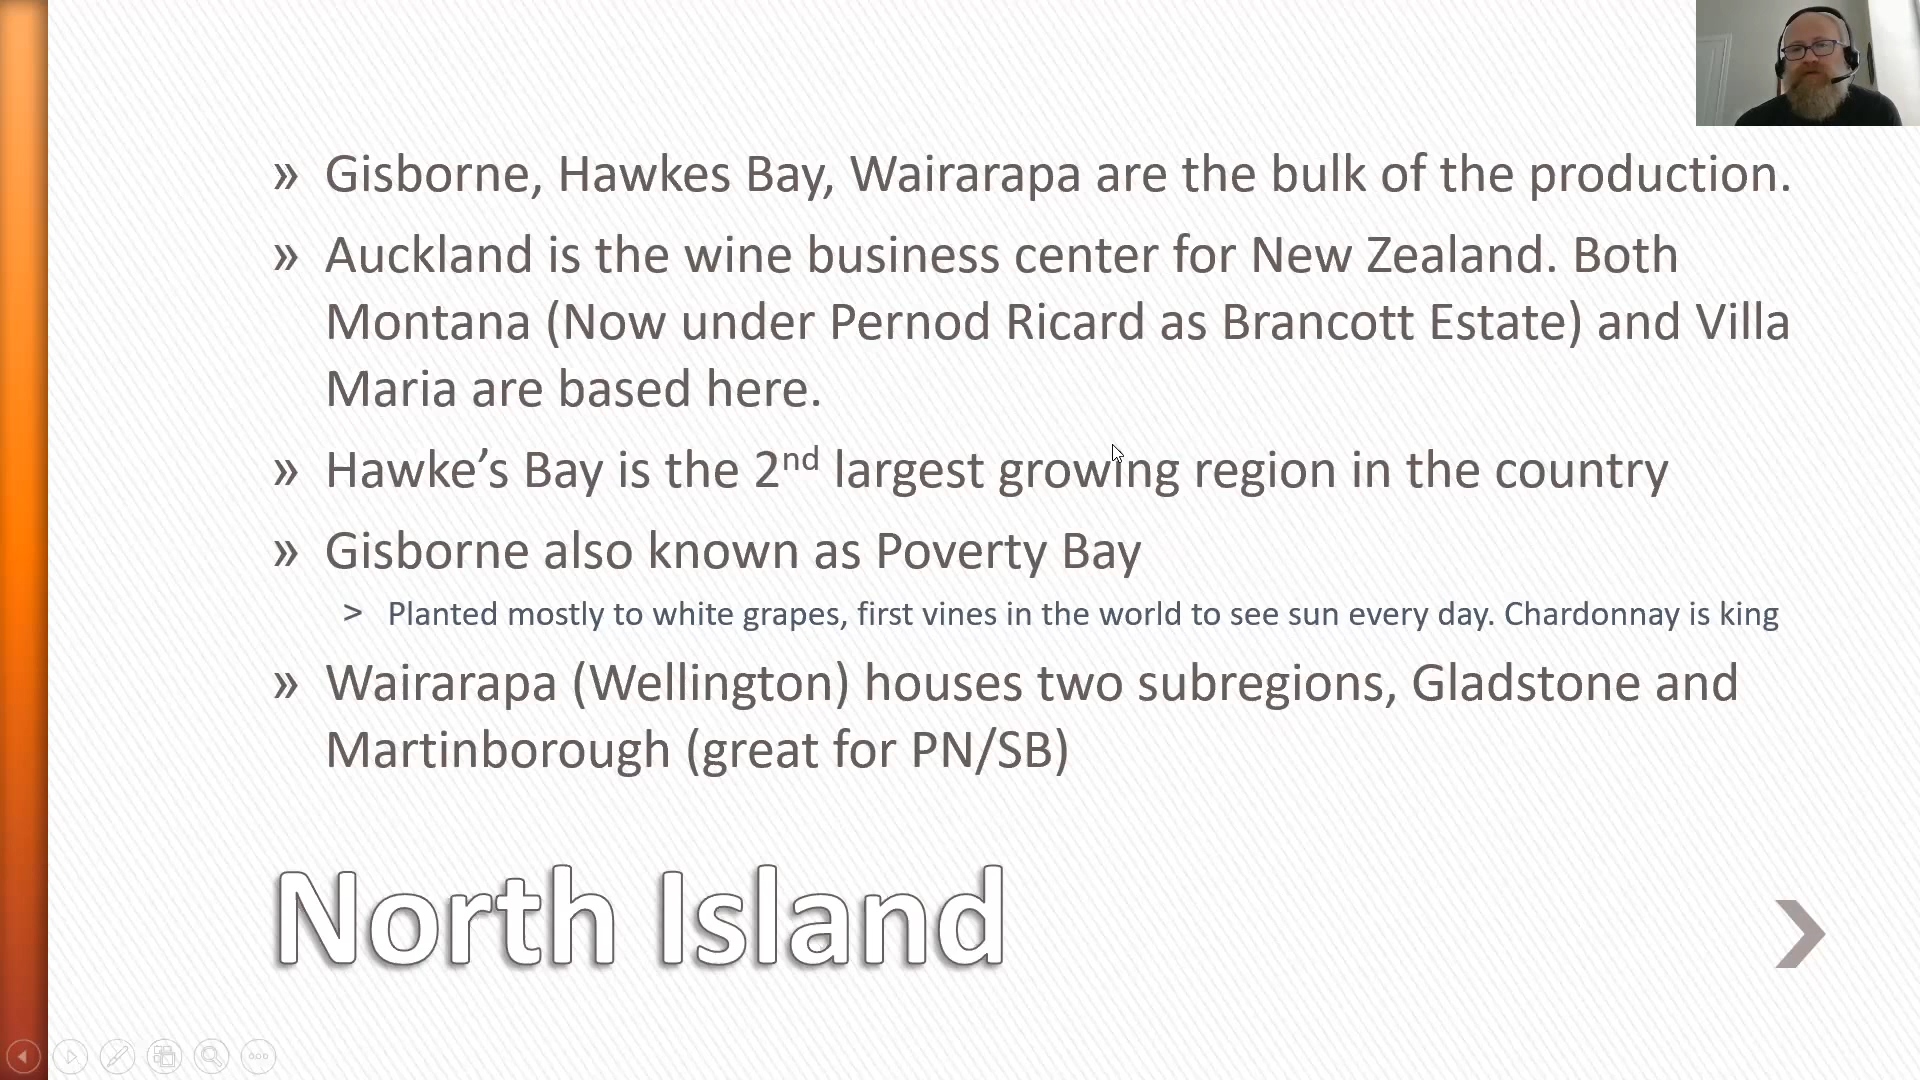 » Gisborne, Hawkes Bay, Wairarapa are the bulk of the production.
» Auckland is the wine business center for New Zealand. Both
Montana (Now under Pernod Ricard as Brancott Estate) and Villa
Maria are based here.
» Hawke’s Bay is the 2nd largest growing region in the country
» Gisborne also known as Poverty Bay
> Planted mostly to white grapes, first vines in the world to see sun every day. Chardonnay is king
» Wairarapa (Wellington) houses two subregions, Gladstone and
Martinborough (great for PN/SB)
North Island